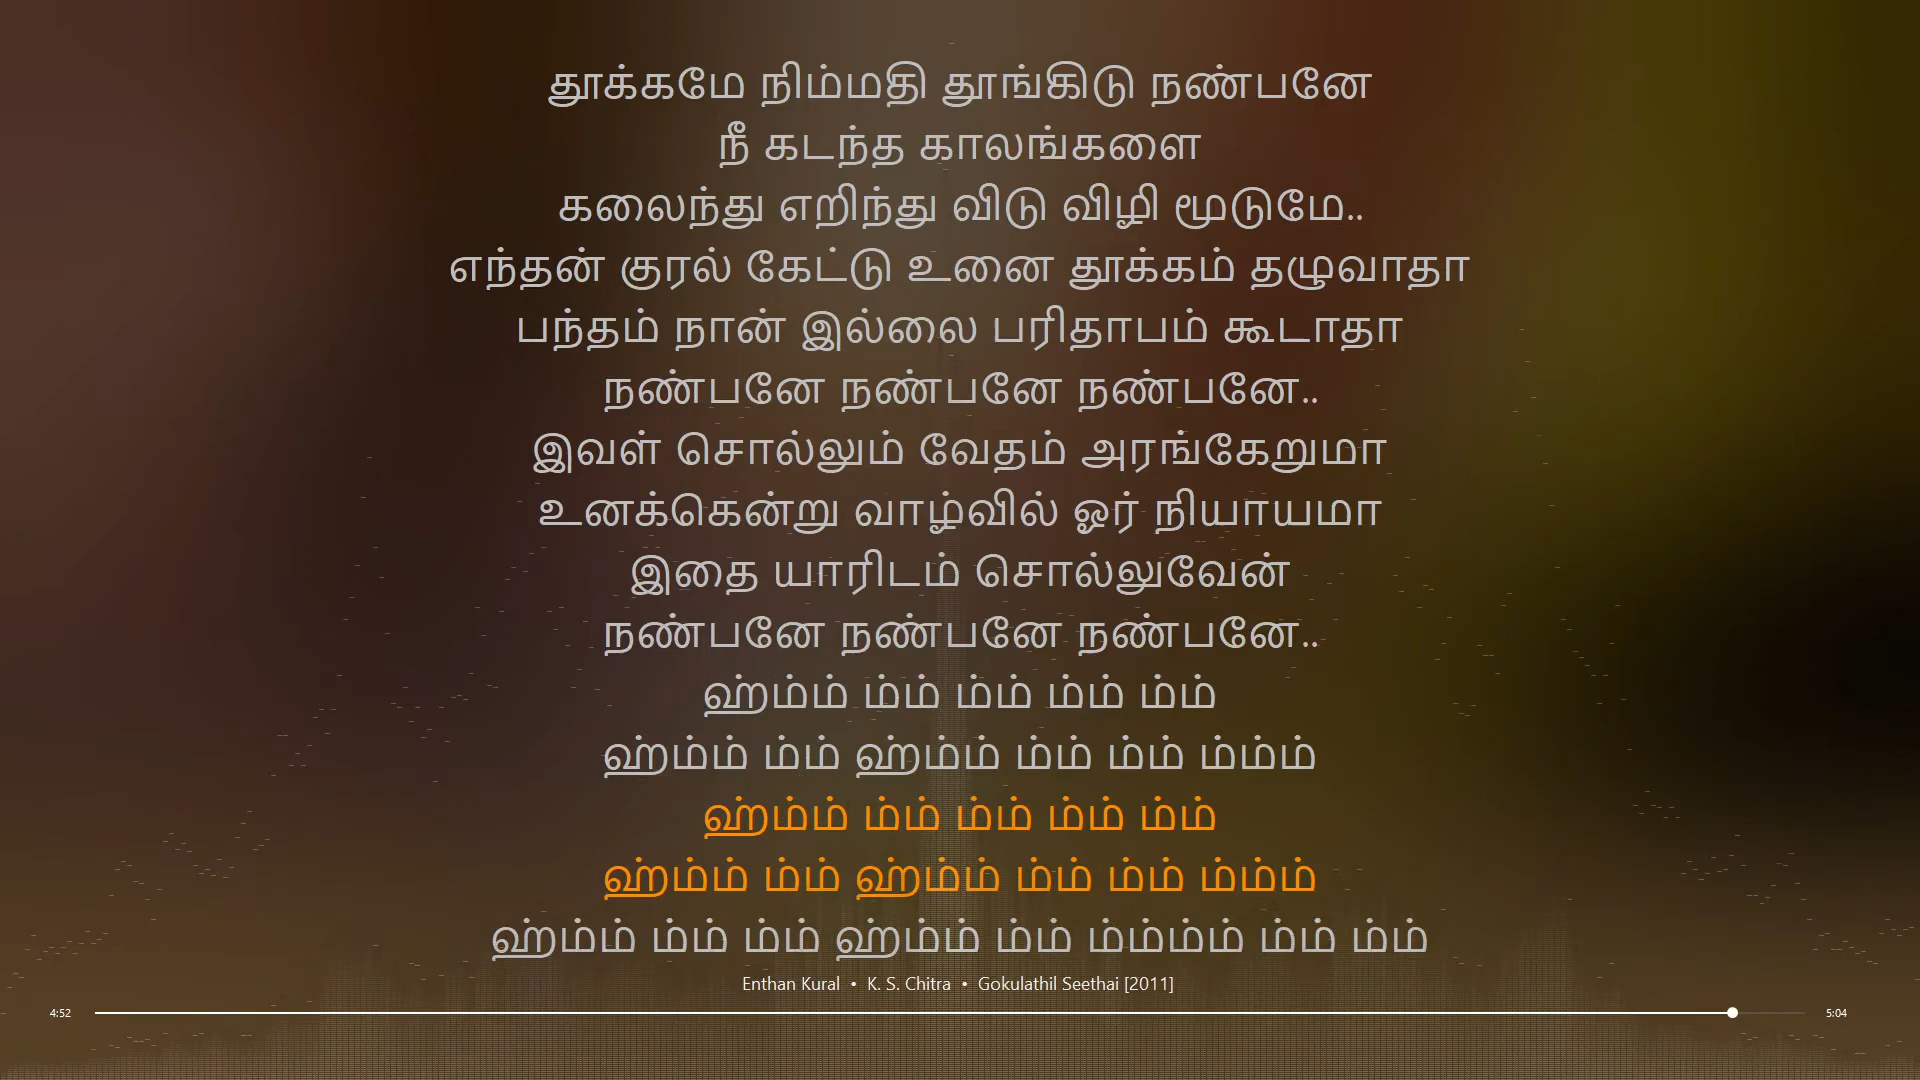 தூக்கமே நிம்மதி தூங்கிடு நண்பனே
நீ கடந்த காலங்களை
கலைந்து எறிந்து விடு விழி மூடுமே..
எந்தன் குரல் கேட்டு உனை தூக்கம் தழுவாதா
பந்தம் நான் இல்லை பரிதாபம் கூடாதா
நண்பனே நண்பனே நண்பனே..
இவள் சொல்லும் வேதம் அரங்கேறுமா
உனக்கென்று வாழ்வில் ஓர் நியாயமா
இதை யாரிடம் சொல்லுவேன்
நண்பனே நண்பனே நண்பனே..
ஹ்ம்ம் ம்ம் ம்ம் ம்ம் ம்ம்
ஹ்ம்ம் ம்ம் ஹ்ம்ம் ம்ம் ம்ம் ம்ம்ம்
ஹ்ம்ம் ம்ம் ம்ம் ம்ம் ம்ம்
ஹ்ம்ம் ம்ம் ஹ்ம்ம் ம்ம் ம்ம் ம்ம்ம்
ஹ்ம்ம் ம்ம் ம்ம் ஹ்ம்ம் ம்ம் ம்ம்ம்ம் ம்ம் ம்ம்
Enthan Kural • K. S. Chitra • Gokulathil Seethai [2011]
4:52 5:04